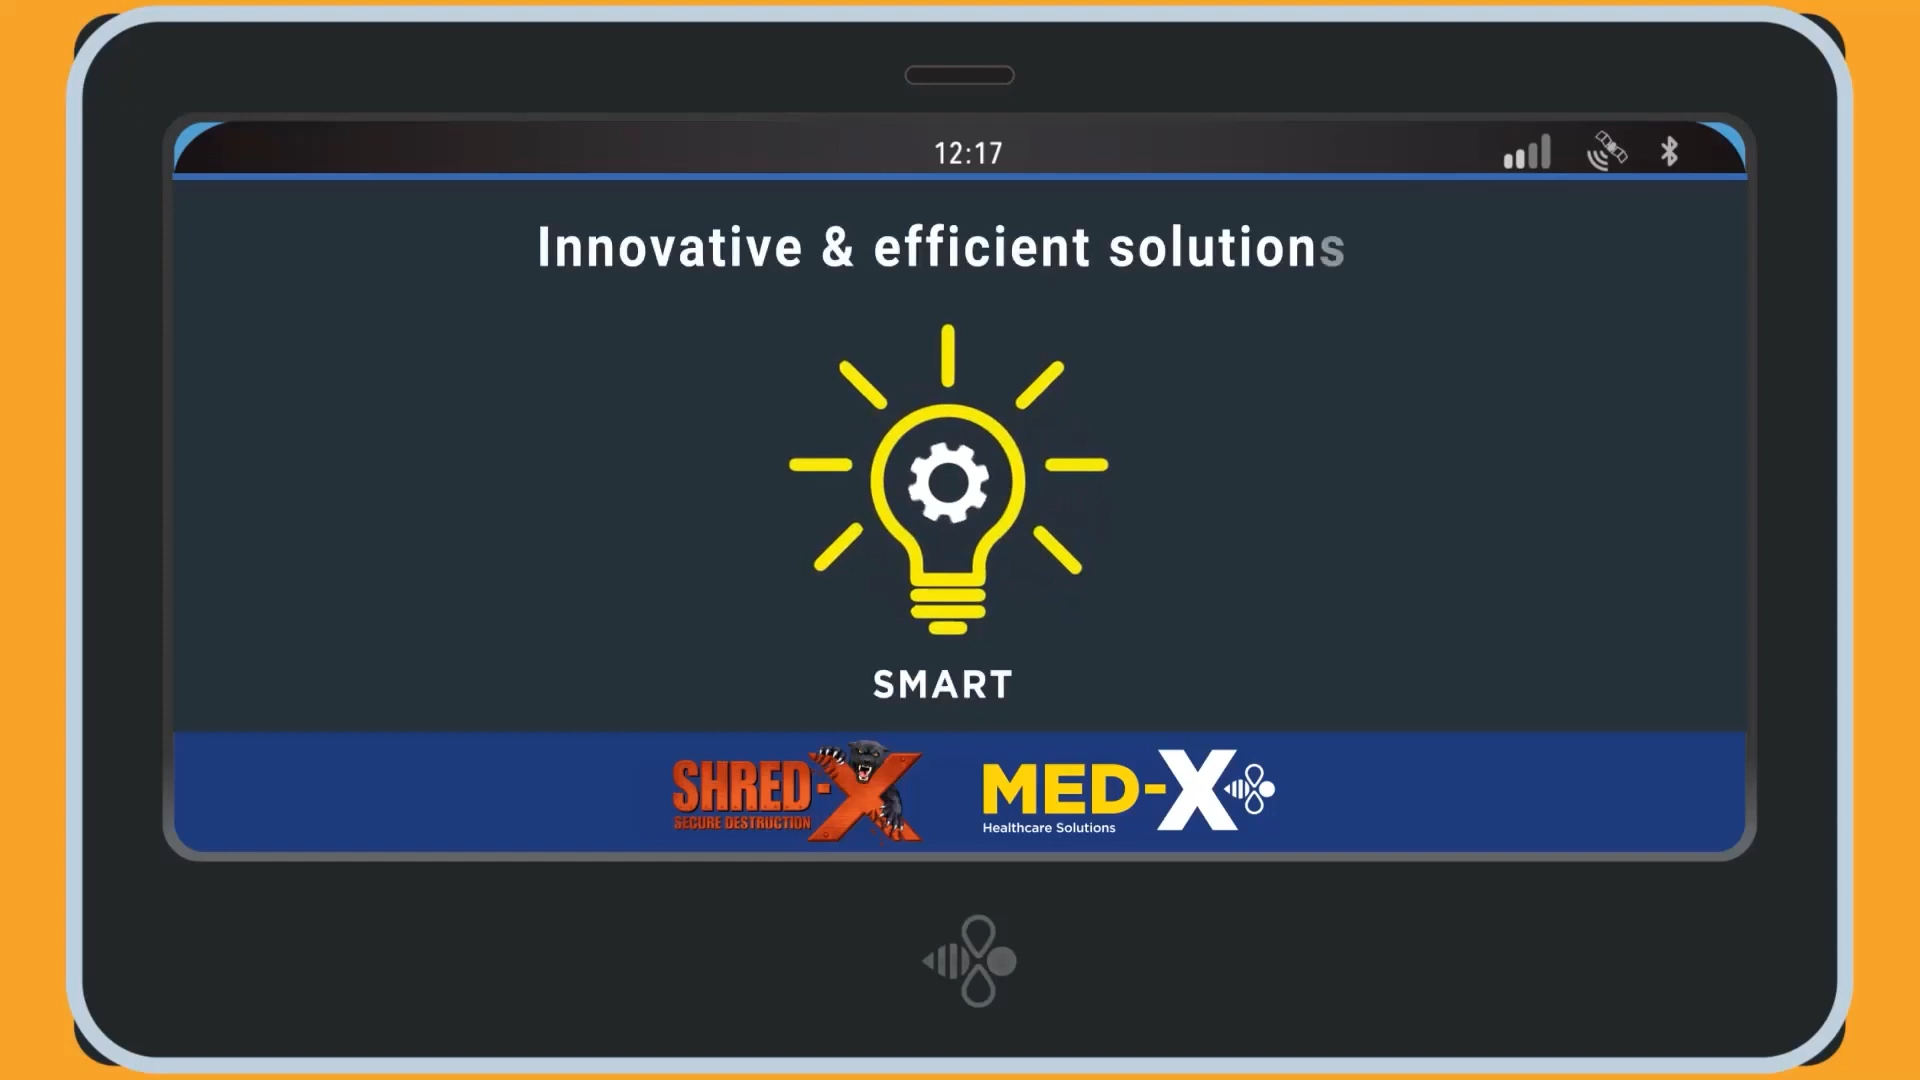 12:17
Innovative & efficient solutions
SMART
SHRED-X
SECURE DESTRUCTION
MED-X
Healthcare Solutions